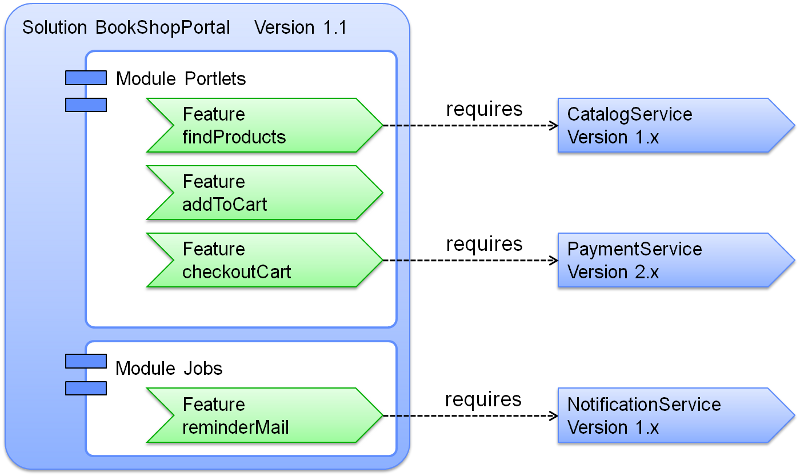 Solution BookShopPortal Version 1.1
Module Portlets
Feature
findProducts
requires
CatalogService
Version 1.x
Feature
addToCart
Feature
checkoutCart
requires
PaymentService
Version 2.x
Module Jobs
Feature
reminderMail
requires
NotificationService
Version 1.x